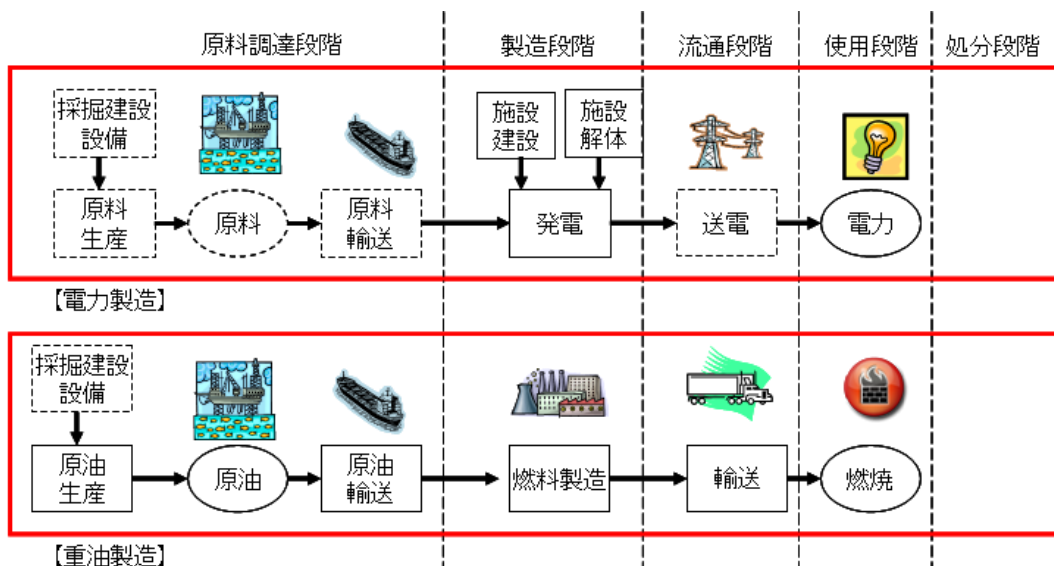 原料調達段階
製造段階
流通段階
使用段階
処分段階
採掘建設
設備
施設
建設
施設
解体
原料
生産
原料
原料
輸送
発電
送電
電力
【電力製造】
採掘建設
設備
原油
生産
原油
原油
輸送
燃料製造
輸送
燃焼
【重油製造】